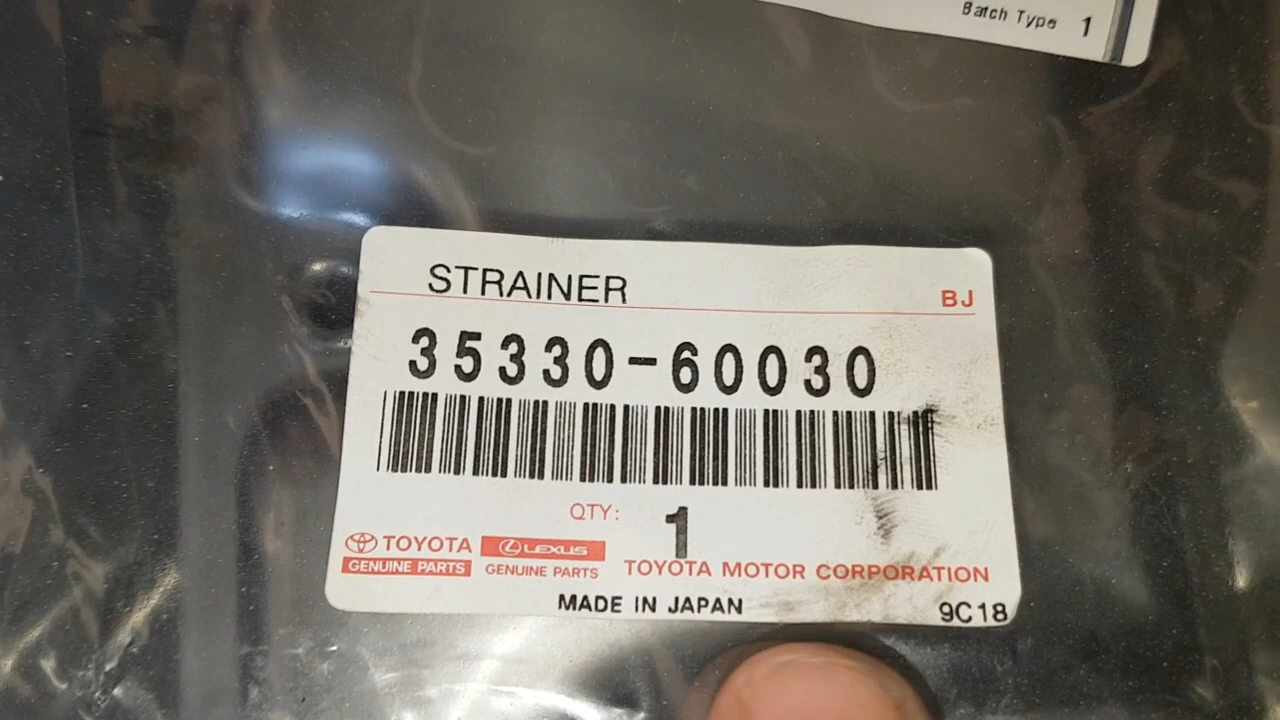 Batch Type 1
STRAINER
BJ
35330-60030
QTY: 1
TOYOTA LEXUS
GENUINE PARTS GENUINE PARTS TOYOTA MOTOR CORPORATION
MADE IN JAPAN 9C18